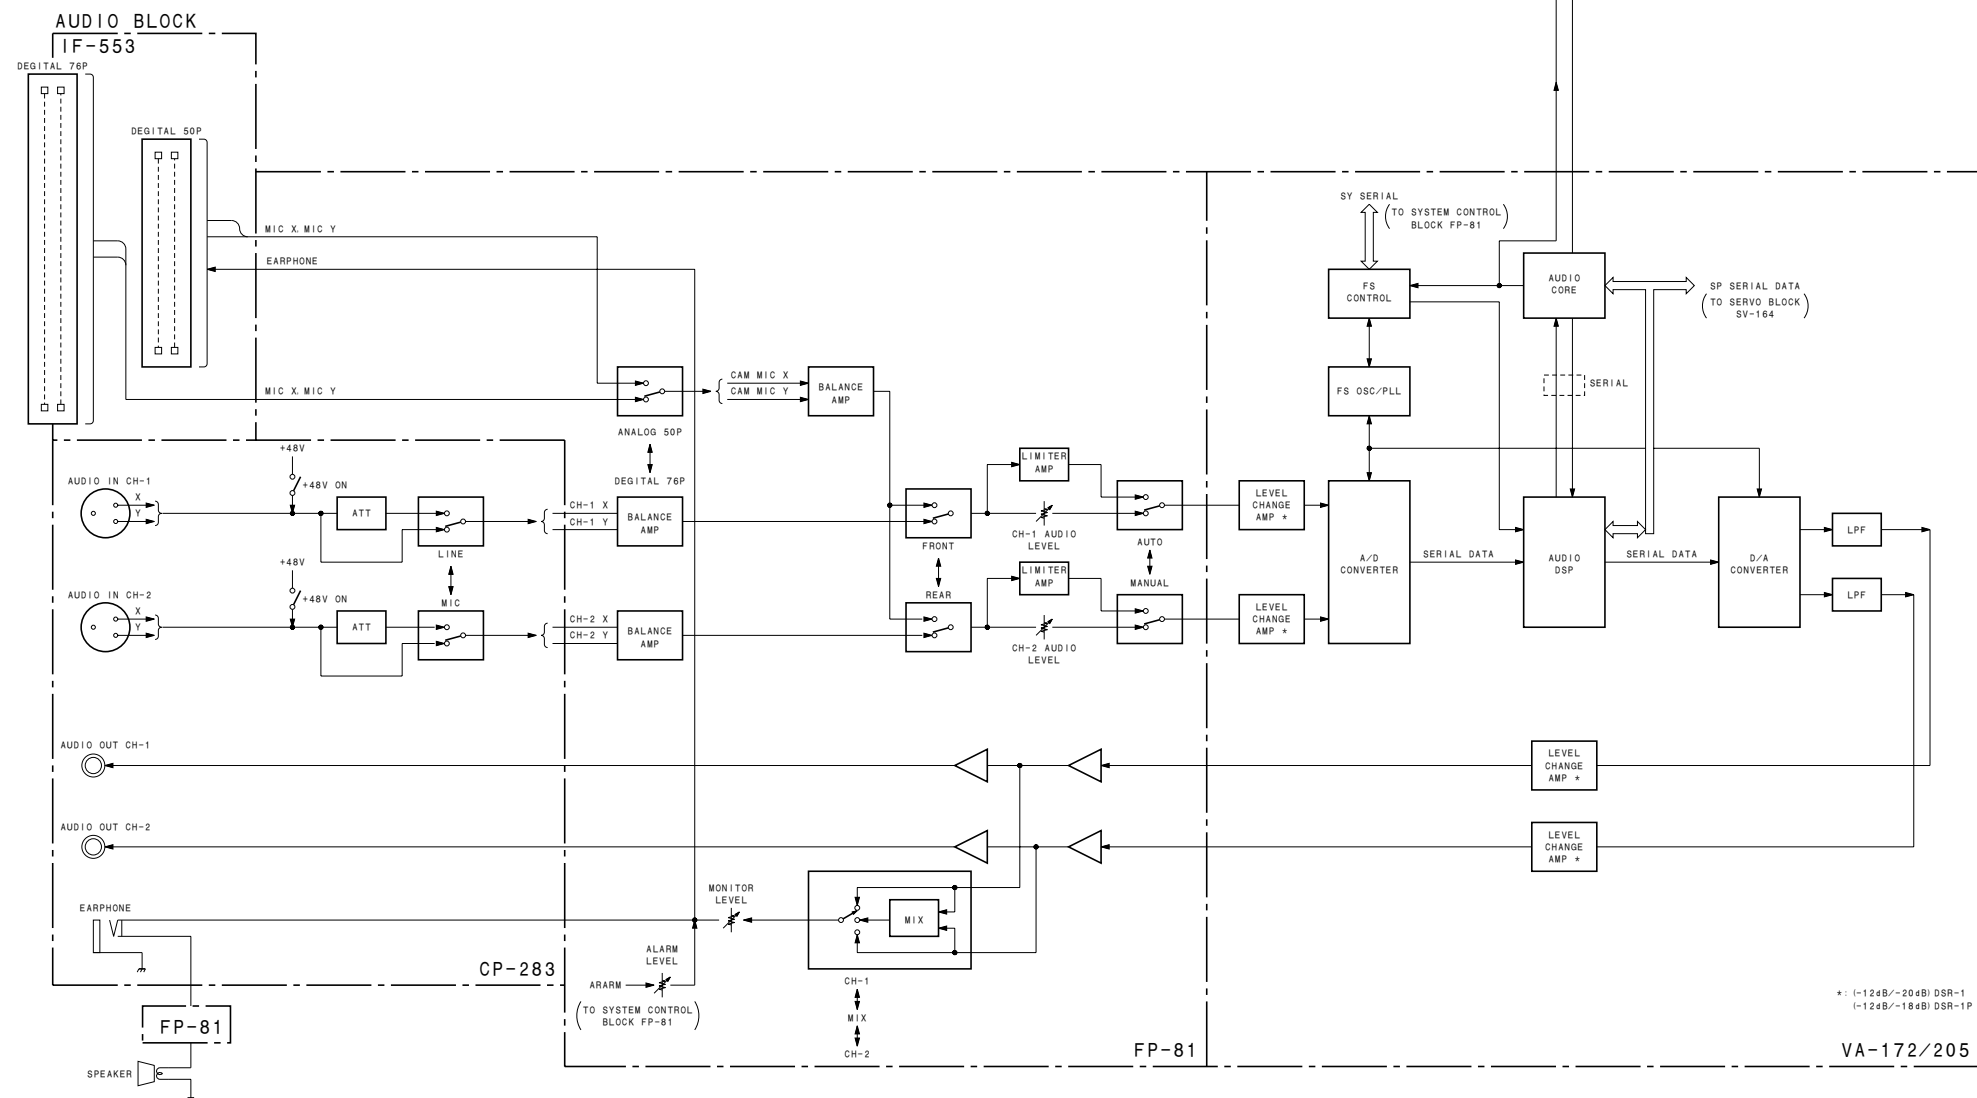 AUDIO BLOCK
IF-553
DEGITAL 76P
DEGITAL 50P
MIC X, MIC Y
EARPHONE
MIC X, MIC Y
SY SERIAL
(TO SYSTEM CONTROL
BLOCK FP-81)
FS
CONTROL
AUDIO
CORE
SP SERIAL DATA
(TO SERVO BLOCK
SV-164)
FS OSC/PLL
SERIAL
ANALOG 50P
DEGITAL 76P
CAM MIC X
CAM MIC Y
BALANCE
AMP
AUDIO IN CH-1
X
Y
+48V
+48V ON
ATT
LINE
MIC
CH-1 X
CH-1 Y
BALANCE
AMP
FRONT
REAR
LIMITER
AMP
CH-1 AUDIO
LEVEL
AUTO
MANUAL
LEVEL
CHANGE
AMP *
A/D
CONVERTER
SERIAL DATA
AUDIO
DSP
SERIAL DATA
D/A
CONVERTER
LPF
LPF
AUDIO IN CH-2
X
Y
+48V
+48V ON
ATT
CH-2 X
CH-2 Y
BALANCE
AMP
LIMITER
AMP
CH-2 AUDIO
LEVEL
LEVEL
CHANGE
AMP *
AUDIO OUT CH-1
LEVEL
CHANGE
AMP *
AUDIO OUT CH-2
LEVEL
CHANGE
AMP *
EARPHONE
MONITOR
LEVEL
MIX
ALARM
LEVEL
ARARM
(TO SYSTEM CONTROL
BLOCK FP-81)
CH-1
MIX
CH-2
CP-283
FP-81
SPEAKER
FP-81
*: (-12dB/-20dB) DSR-1
(-12dB/-18dB) DSR-1P
VA-172/205